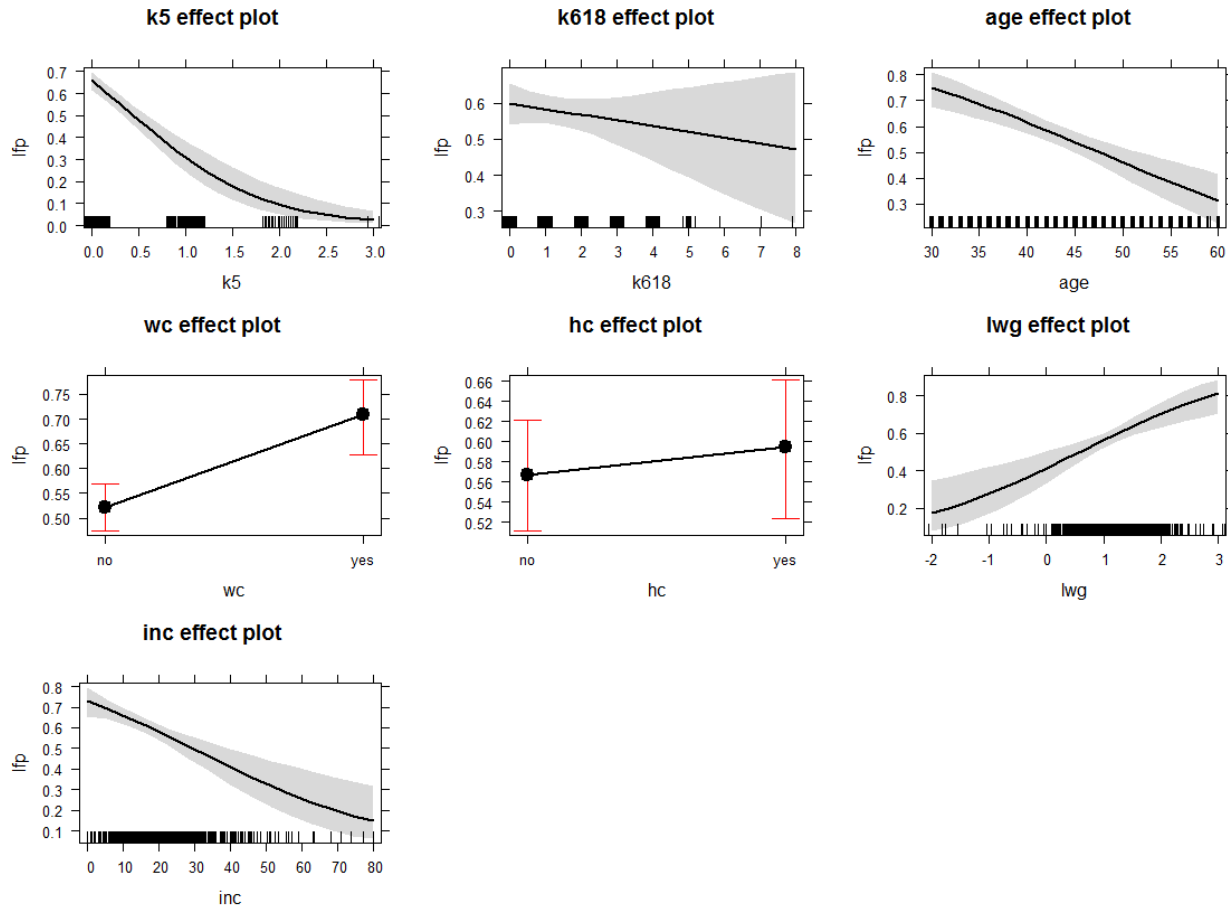 k5 effect plot
lfp
0.7
0.6
0.5
0.4
0.3
0.2
0.1
0.0
0.0 0.5 1.0 1.5 2.0 2.5 3.0
k5
k618 effect plot
lfp
0.6
0.5
0.4
0.3
0 1 2 3 4 5 6 7 8
k618
age effect plot
lfp
0.8
0.7
0.6
0.5
0.4
0.3
30 35 40 45 50 55 60
age
wc effect plot
lfp
0.75
0.70
0.65
0.60
0.55
0.50
no yes
wc
hc effect plot
lfp
0.66
0.64
0.62
0.60
0.58
0.56
0.54
0.52
no yes
hc
lwg effect plot
lfp
0.8
0.6
0.4
0.2
-2 -1 0 1 2 3
lwg
inc effect plot
lfp
0.8
0.7
0.6
0.5
0.4
0.3
0.2
0.1
0 10 20 30 40 50 60 70 80
inc